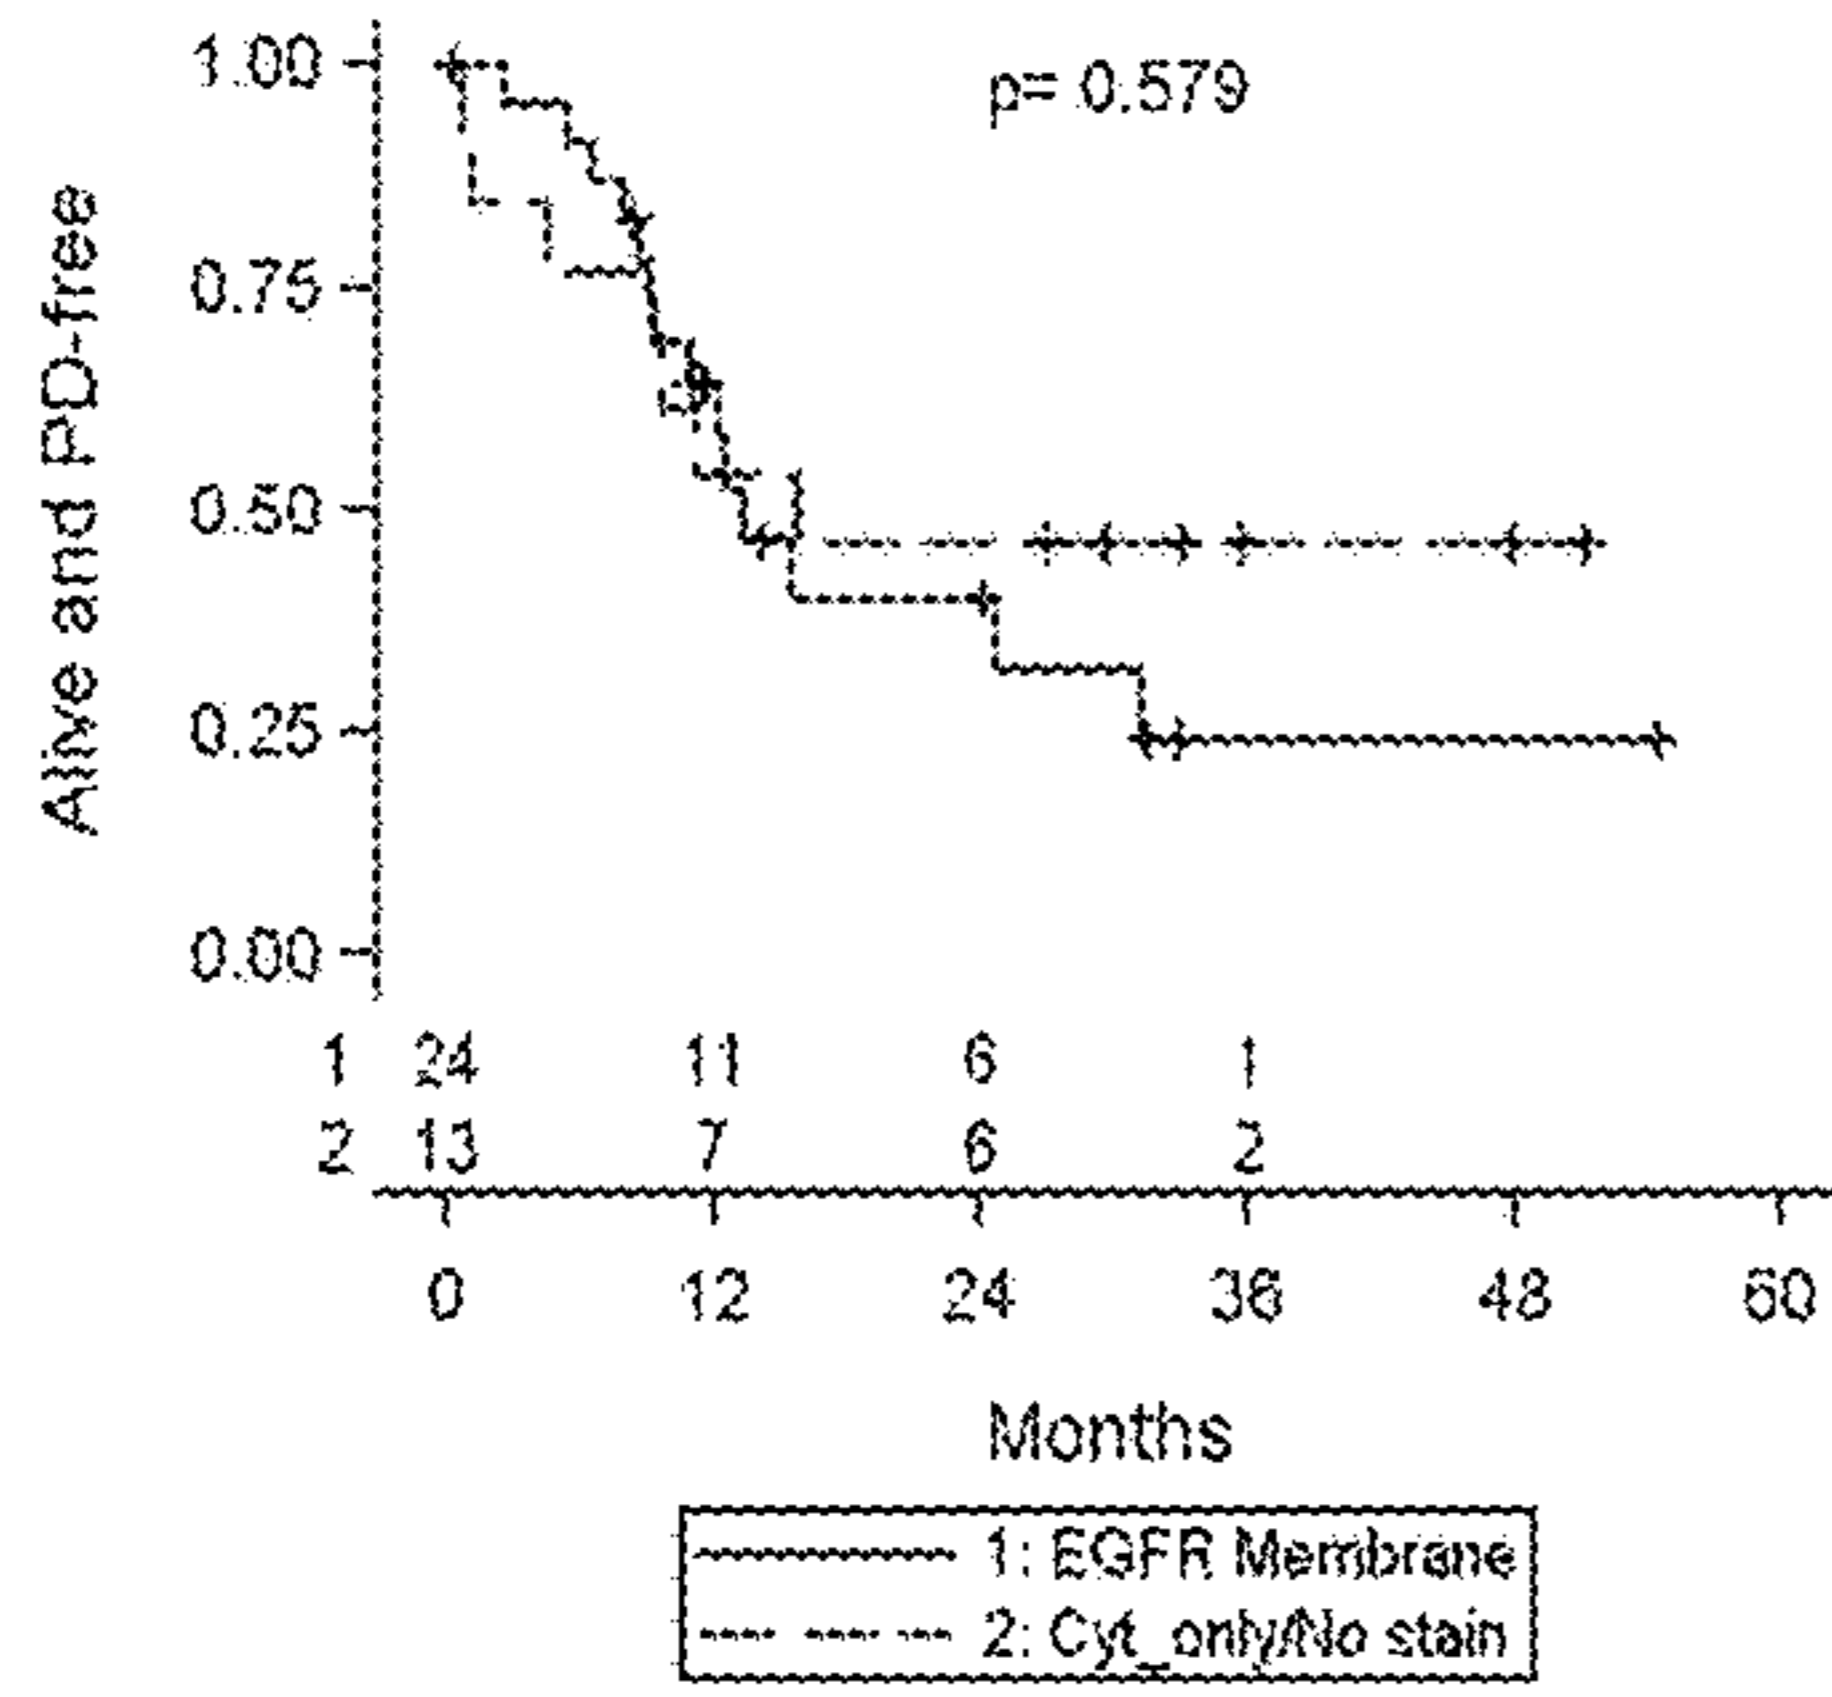 p= 0.579
Alive and PD-free
1.00
0.75
0.50
0.25
0.00
1 24 11 6 1
2 13 7 6 2
0 12 24 36 48 60
Months
1: EGFR Membrane
2: Cyt_only/No stain